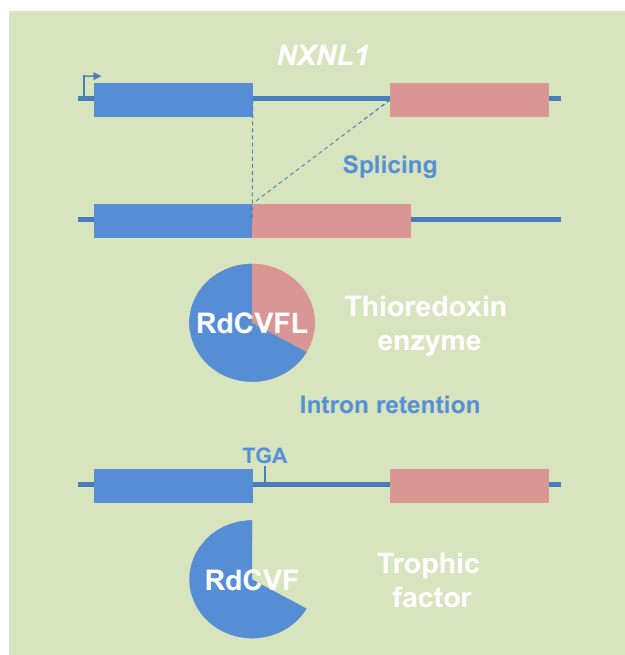 NXNL1
Splicing
RdCVFL
Thioredoxin
enzyme
Intron retention
TGA
RdCVF
Trophic
factor